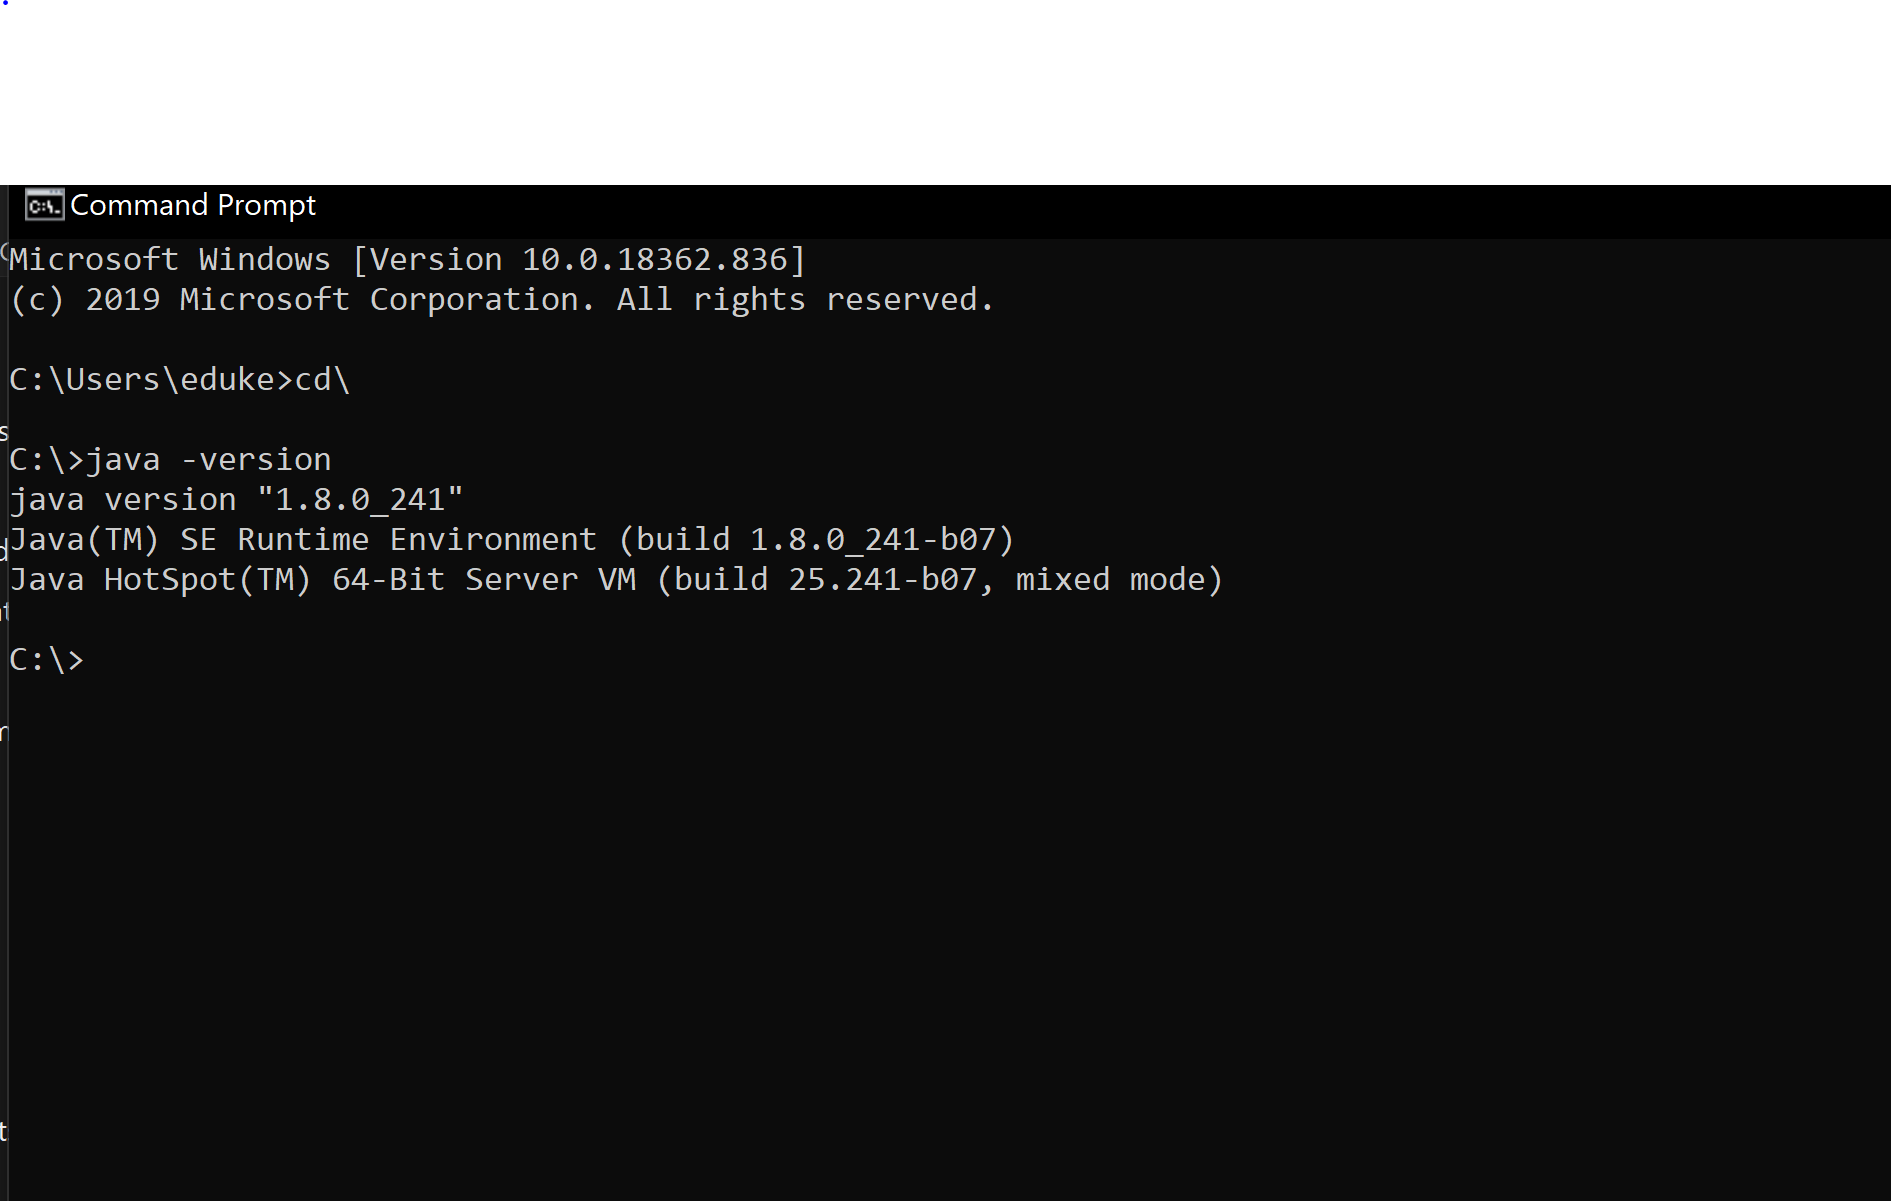 Command Prompt
Microsoft Windows [Version 10.0.18362.836]
(c) 2019 Microsoft Corporation. All rights reserved.
C:\Users\eduke>cd\
C:\>java -version
java version "1.8.0_241"
Java(TM) SE Runtime Environment (build 1.8.0_241-b07)
Java HotSpot(TM) 64-Bit Server VM (build 25.241-b07, mixed mode)
C:\>